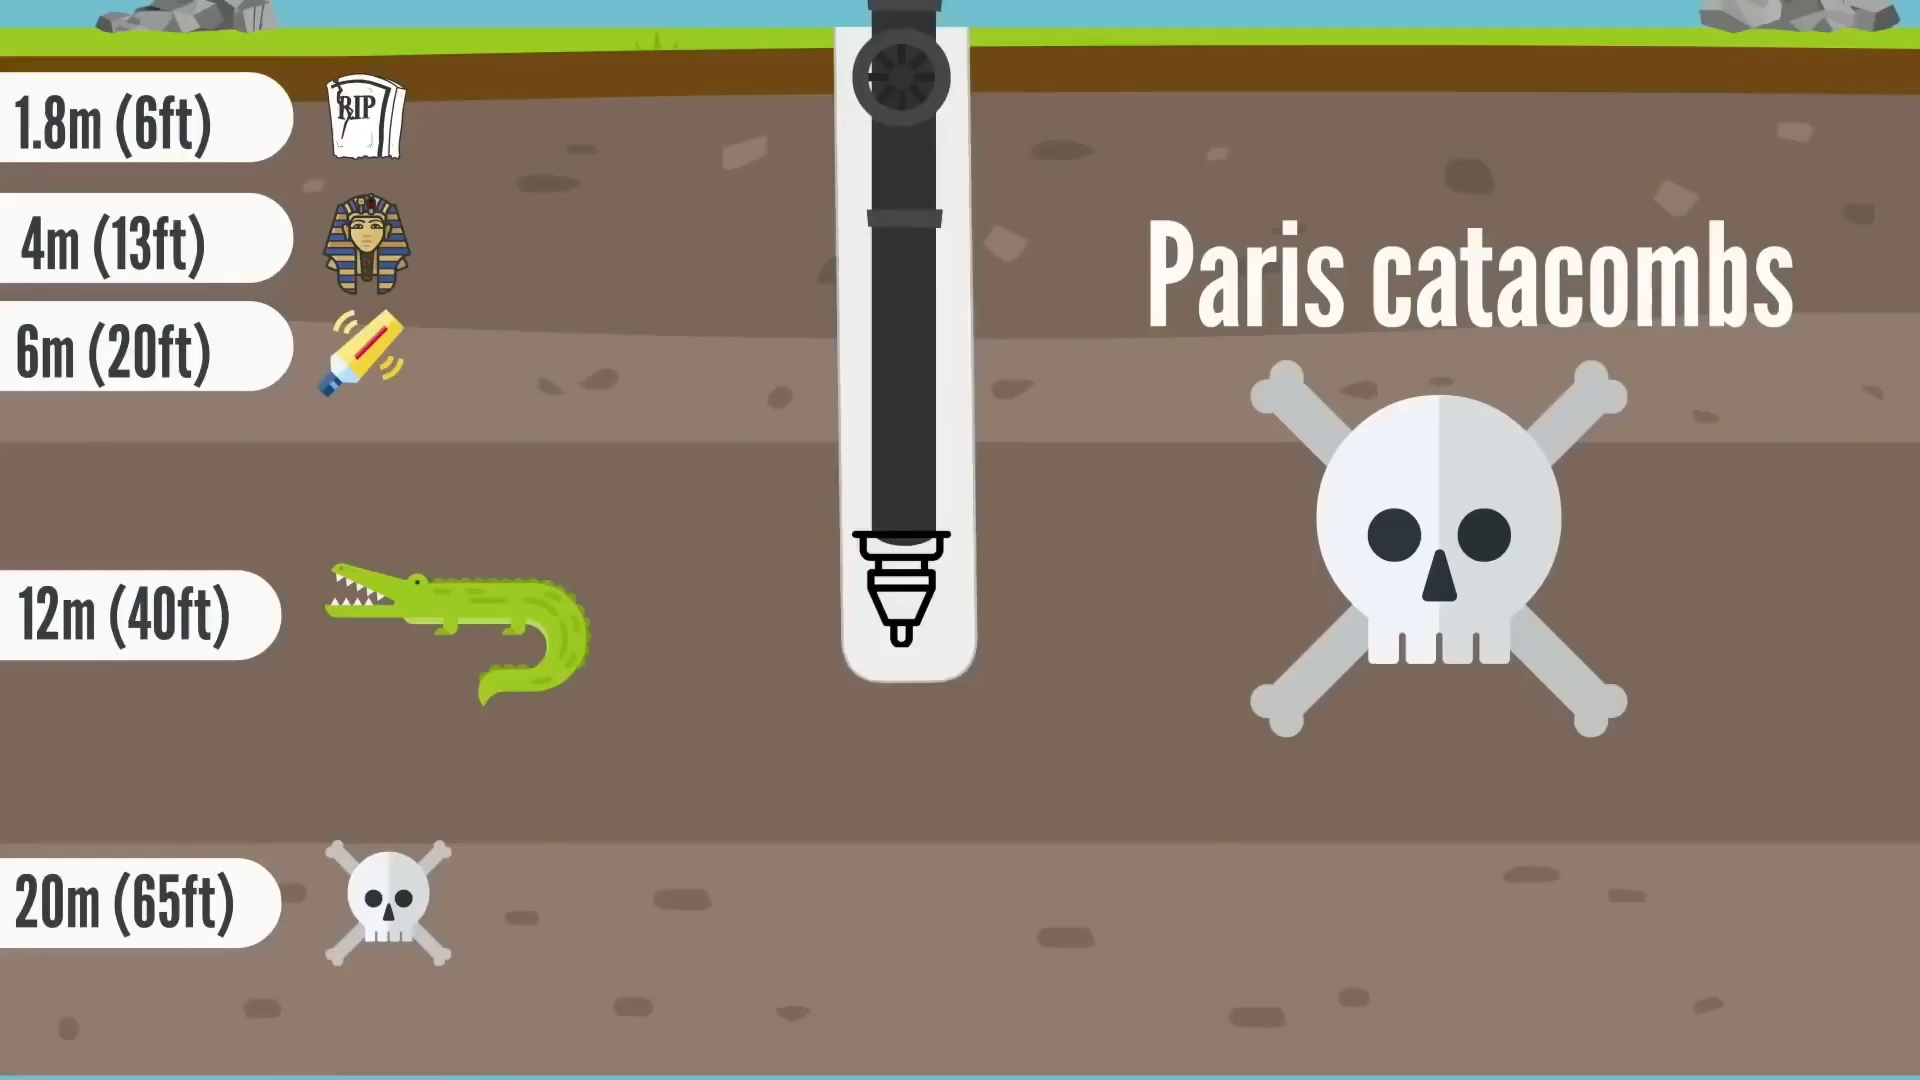 1.8m (6ft)
RIP
4m (13ft)
Paris catacombs
6m (20ft)
12m (40ft)
20m (65ft)